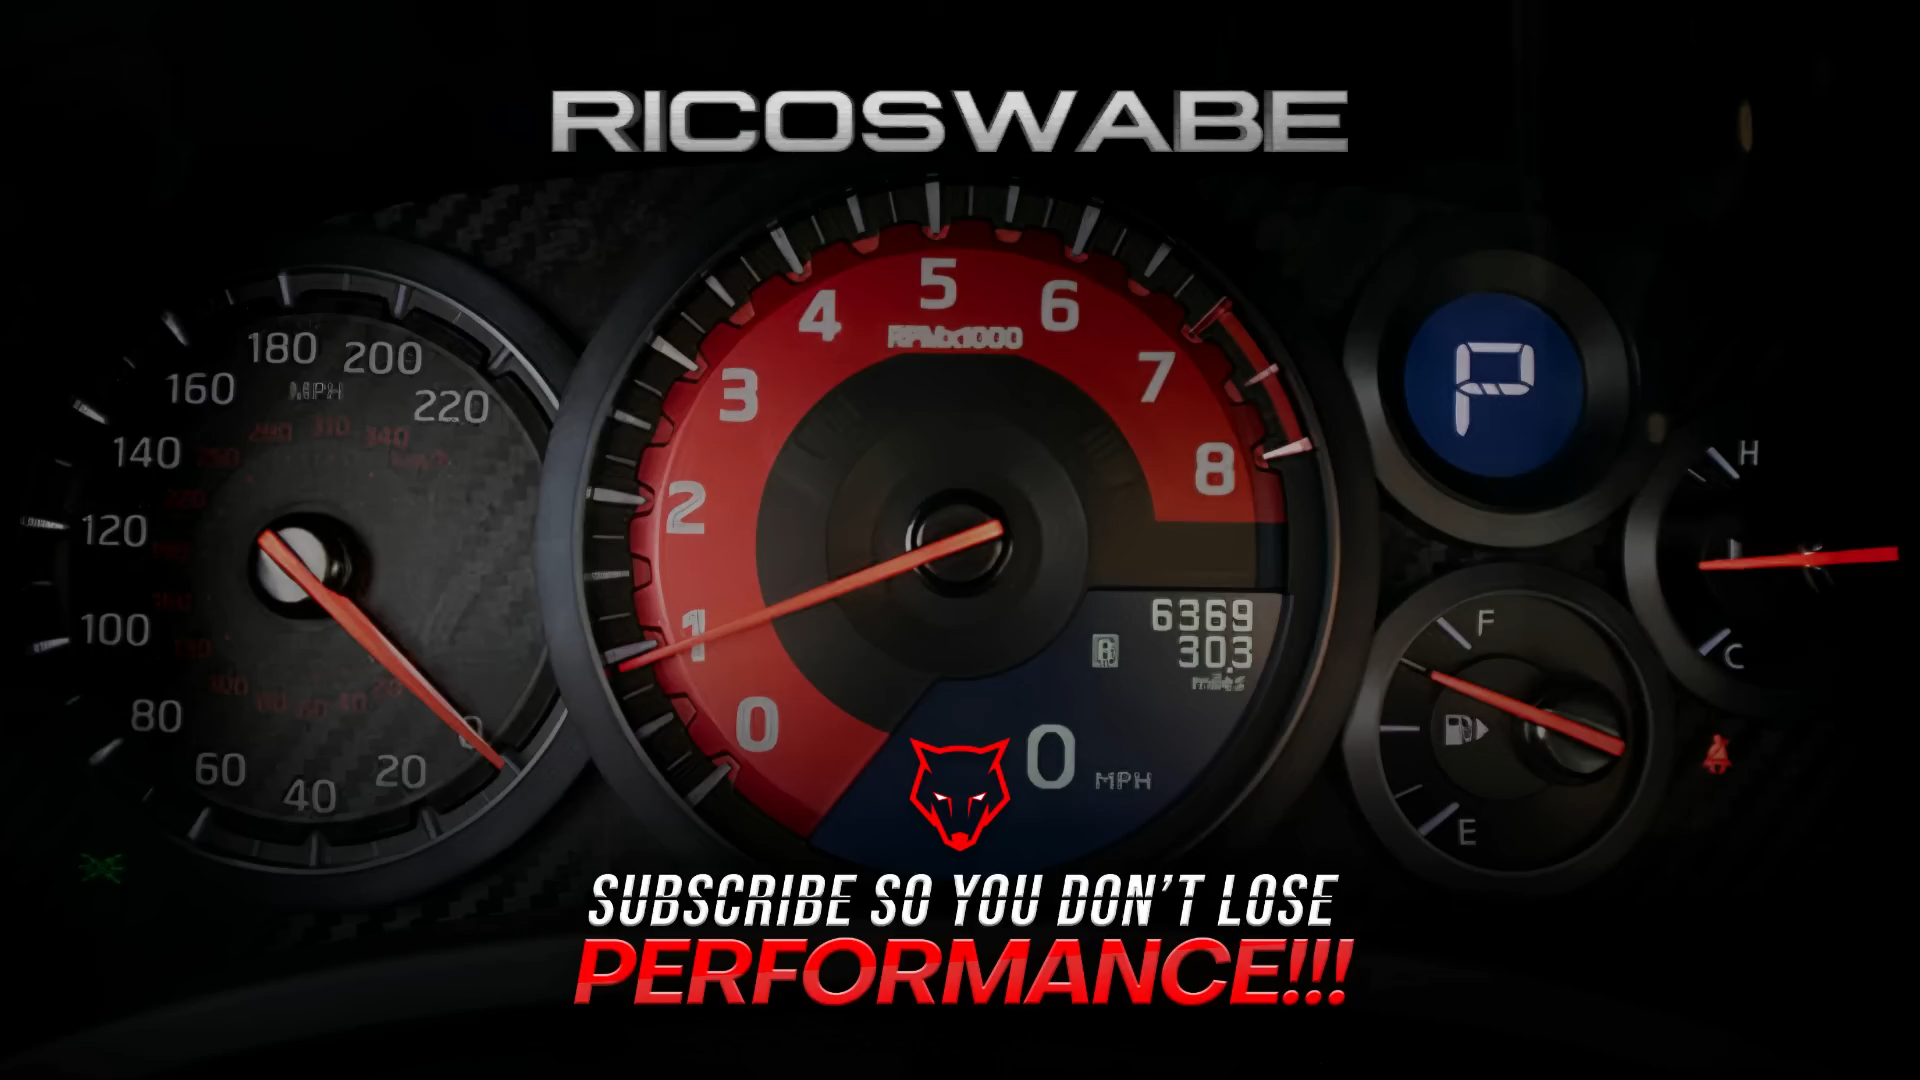 RICOSWABE
180 200
160 MPH 220
140
120
100
80
60 40 20 0
5
4 6
RPMx1000
3 7
2 8
1
0
6369
303
miles
0 MPH
P
H
C
F
E
SUBSCRIBE SO YOU DON'T LOSE
PERFORMANCE!!!